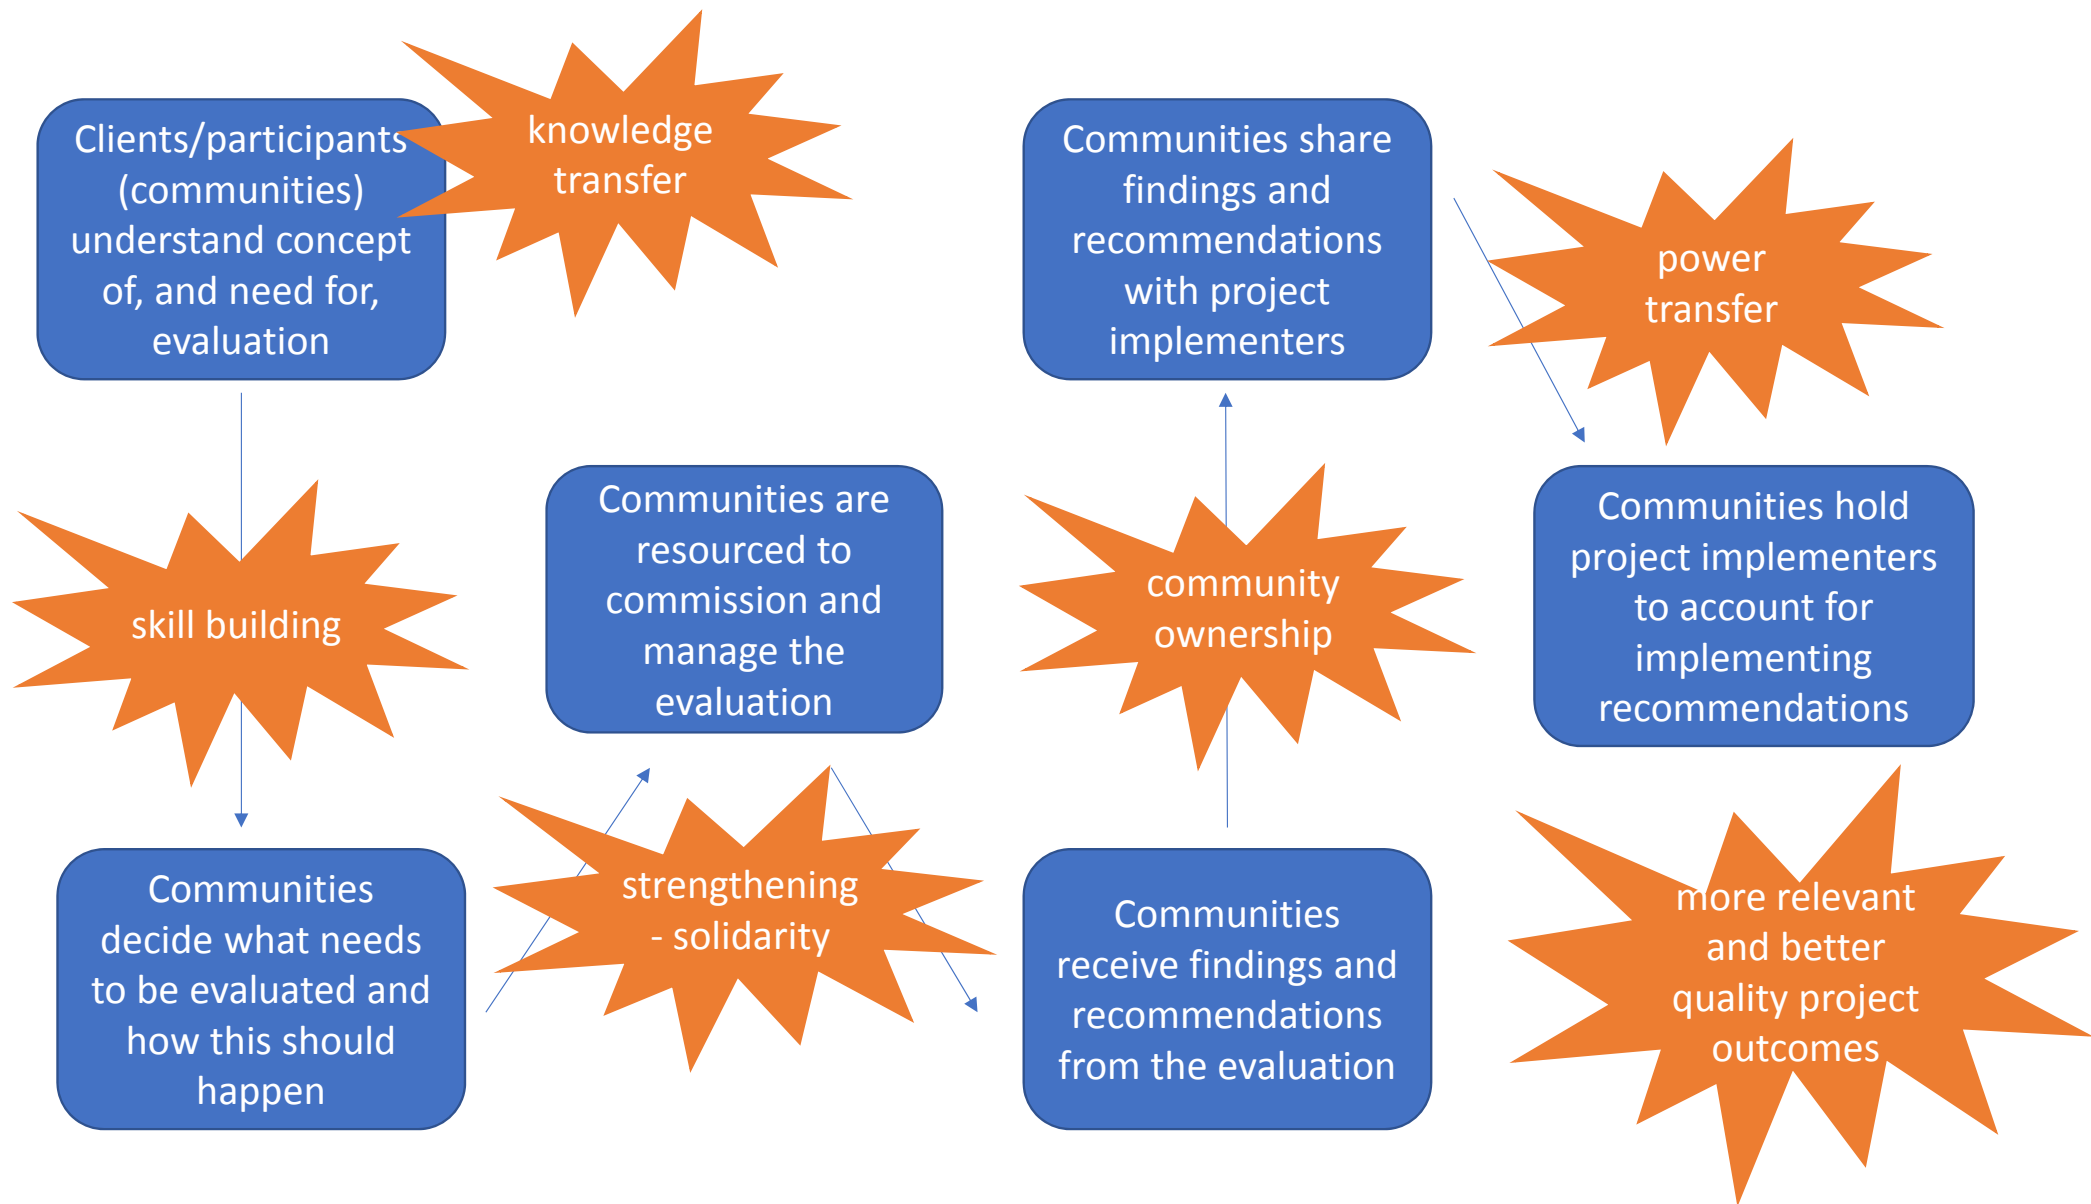 Clients/participants
(communities)
understand concept
of, and need for,
evaluation
knowledge
transfer
skill building
Communities
decide what needs
to be evaluated and
how this should
happen
Communities are
resourced to
commission and
manage the
evaluation
strengthening
- solidarity
Communities
receive findings and
recommendations
from the evaluation
community
ownership
Communities share
findings and
recommendations
with project
implementers
power
transfer
Communities hold
project implementers
to account for
implementing
recommendations
more relevant
and better
quality project
outcomes